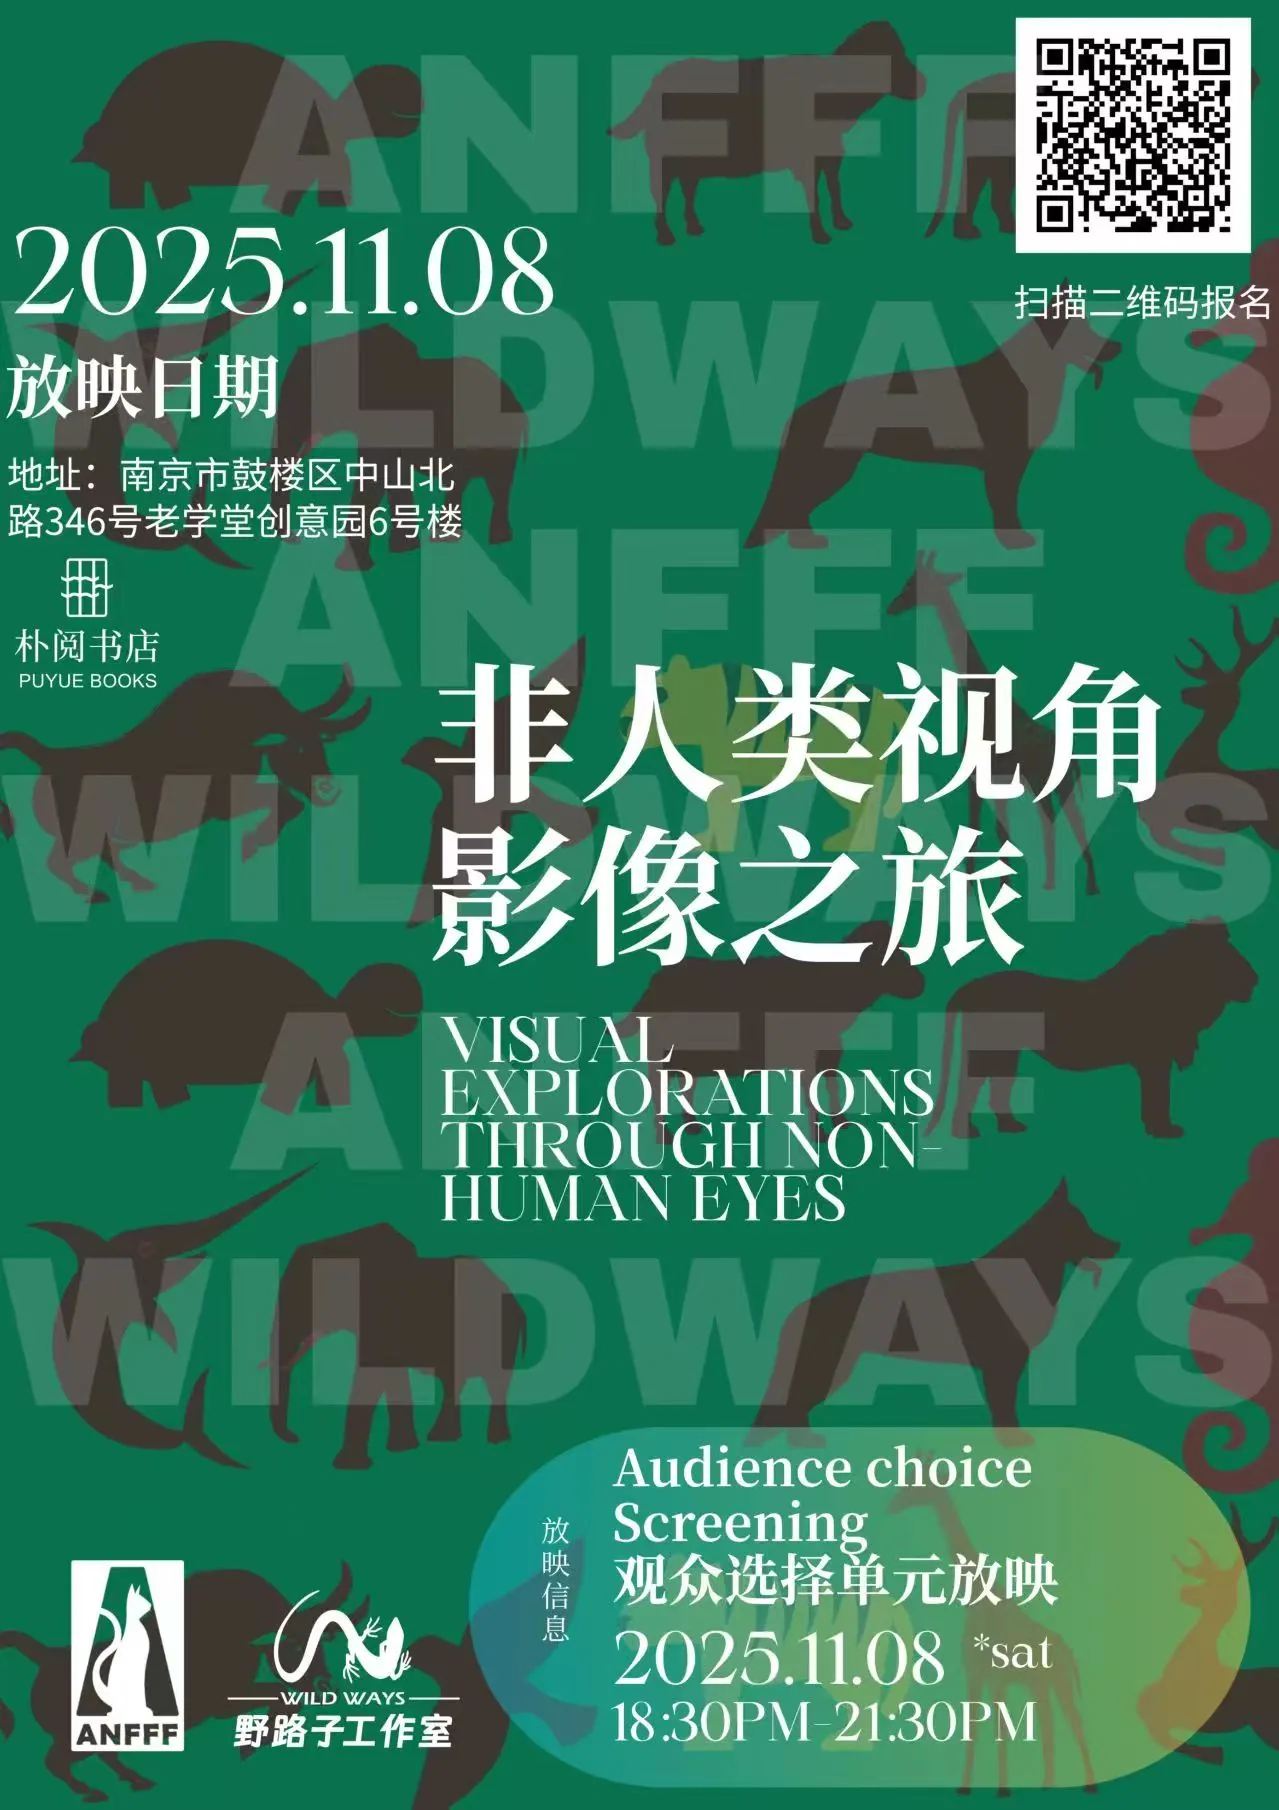 ANFFF
扫描二维码报名
2025.11.08
放映日期
WILDWAYS
地址：南京市鼓楼区中山北
路346号老学堂创意园6号楼
朴阅书店
PUYUE BOOKS
ANFFF
非人类视角
影像之旅
WILDWAYS
ANFFF
VISUAL
EXPLORATIONS
THROUGH NON-
HUMAN EYES
WILDWAYS
放映信息
Audience choice
Screening
观众选择单元放映
2025.11.08 *sat
18:30PM-21:30PM
ANFFF
WILD WAYS
野路子工作室